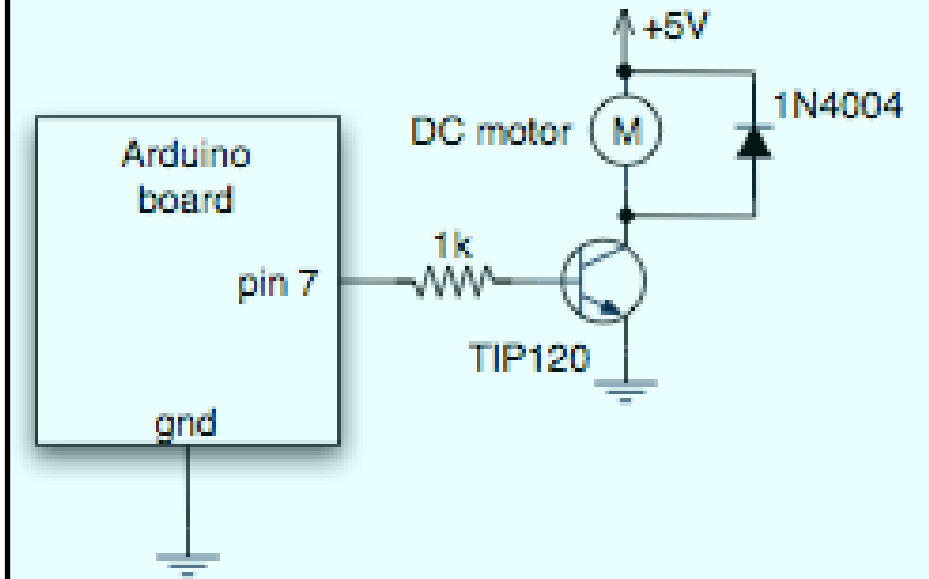 +5V
1N4004
DC motor
M
Arduino
board
1k
pin 7
TIP120
gnd